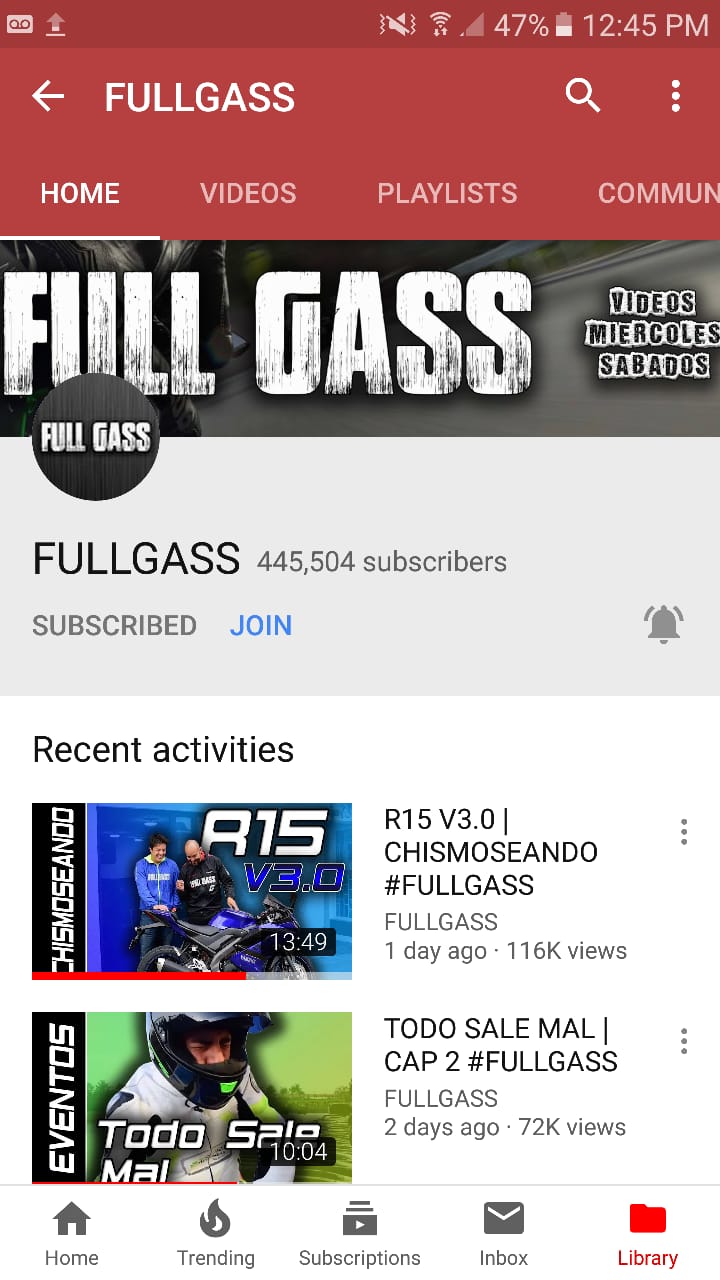 47% 12:45 PM
FULLGASS
HOME VIDEOS PLAYLISTS COMMUN
FULL GASS
VIDEOS
MIERCOLES
SABADOS
FULL GASS
FULLGASS 445,504 subscribers
SUBSCRIBED JOIN
Recent activities
CHISMOSEANDO
R15
V3.0
FULL GASS
13:49
R15 V3.0 |
CHISMOSEANDO
#FULLGASS
FULLGASS
1 day ago · 116K views
EVENTOS
Todo Sale
Mal
10:04
TODO SALE MAL |
CAP 2 #FULLGASS
FULLGASS
2 days ago · 72K views
Home Trending Subscriptions Inbox Library